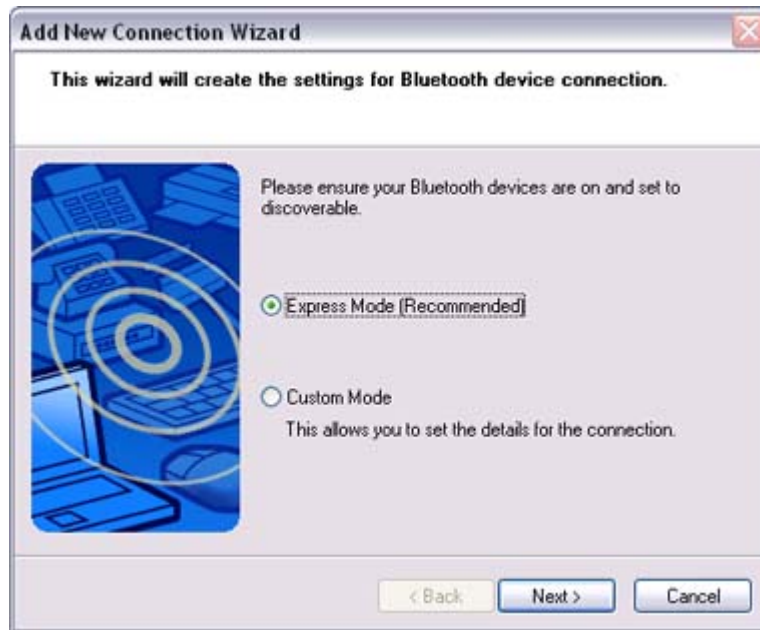 Add New Connection Wizard
This wizard will create the settings for Bluetooth device connection.
Please ensure your Bluetooth devices are on and set to
discoverable.
Express Mode (Recommended)
Custom Mode
This allows you to set the details for the connection.
< Back
Next >
Cancel